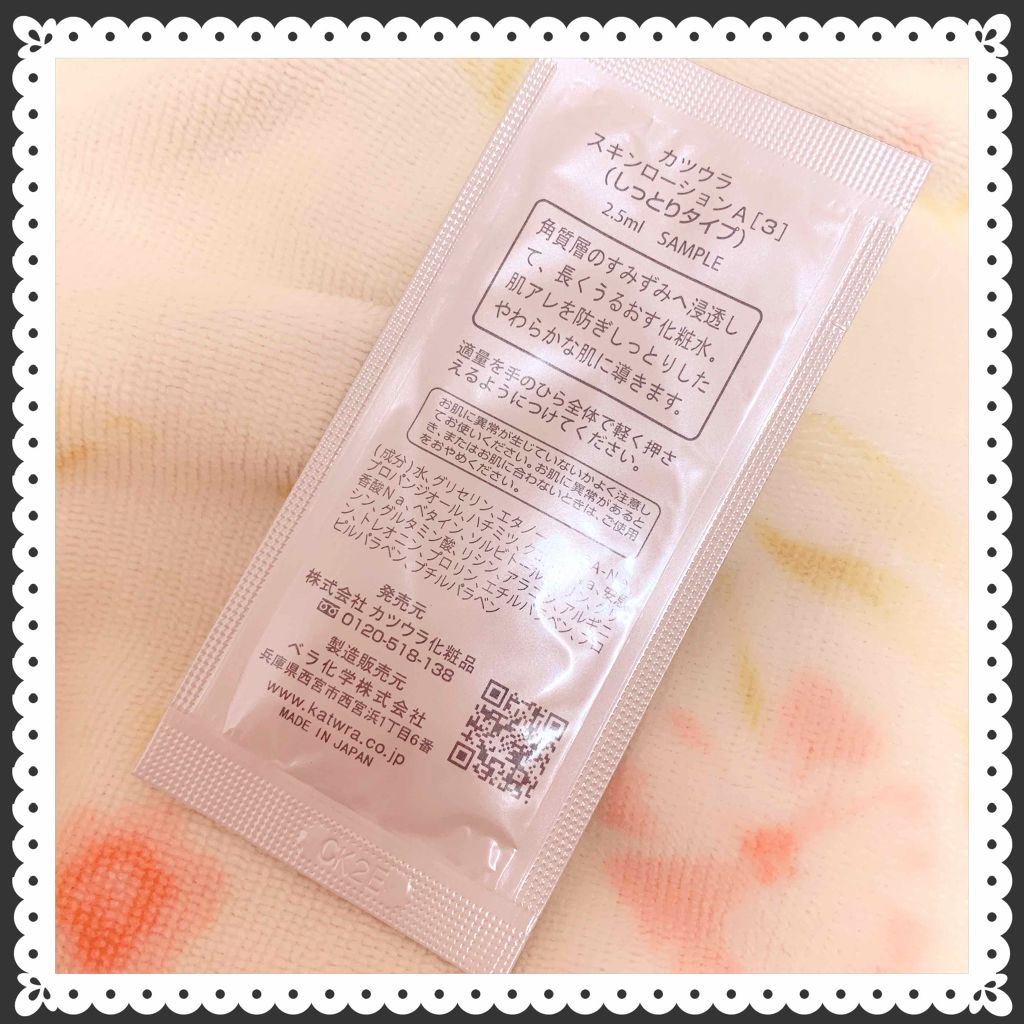 カツウラ
スキンローションA[3]
(しっとりタイプ)
2.5ml SAMPLE
角質層のすみずみへ浸透し
て、長くうるおす化粧水。
肌アレを防ぎしっとりした
やわらかな肌に導きます。
適量を手のひら全体で軽く押さ
えるようにつけてください。
お肌に異常が生じていないかよく注意し
てお使いください。お肌に異常があると
き、またはお肌に合わないときは、ご使用
をおやめください。
(成分)水、グリセリン、エタノー
プロパンジオール、ハチミツ、
香酸Na、ベタイン、ソルビトール
シン、グルタミン酸、リシン、アラニン、アルギニ
ン、トレオニン、プロリン、エチルパラベン、プロ
ピルパラベン、ブチルパラベン
発売元
株式会社 カツウラ化粧品
0120-518-138
製造販売元
ベラ化学株式会社
兵庫県西宮市西宮浜1丁目6番
www.katwra.co.jp
MADE IN JAPAN
CK2E